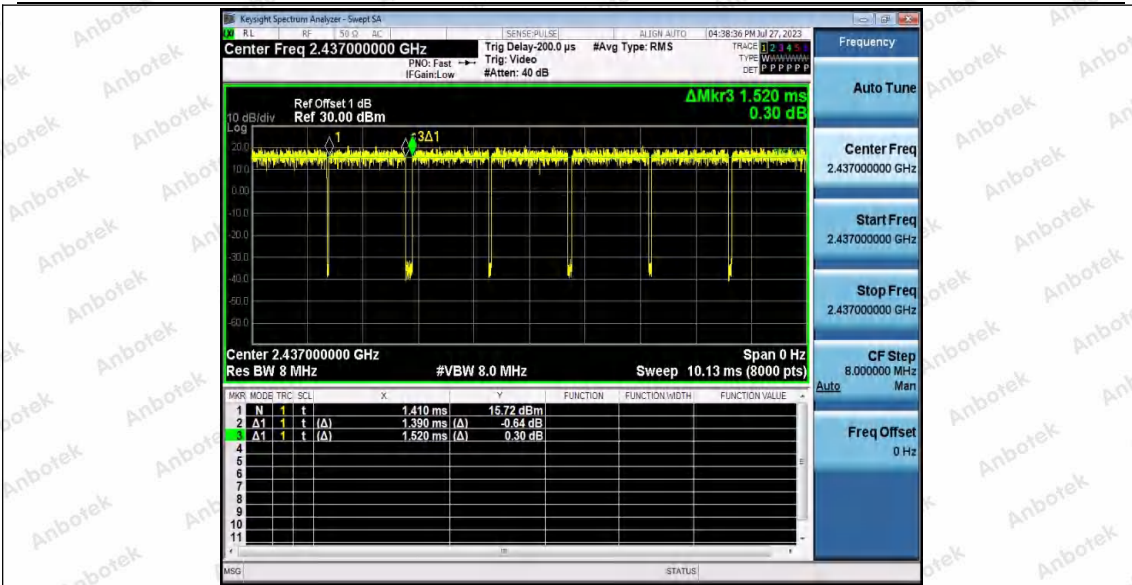 Keysight Spectrum Analyzer - Swept SA
RL RF 50 Ω AC SENSE:PULSE ALIGN AUTO 04:38:36 PM Jul 27, 2023
Center Freq 2.437000000 GHz
PNO: Fast
IFGain:Low
Trig Delay-200.0 µs
Trig: Video
#Atten: 40 dB
#Avg Type: RMS
TRACE 1 2 3 4 5 6
TYPE WWWWWW
DET P P P P P P
ΔMkr3 1.520 ms
0.30 dB
Ref Offset 1 dB
10 dB/div Ref 30.00 dBm
Log
1
3Δ1
20.0
10.0
0.00
-10.0
-20.0
-30.0
-40.0
-50.0
-60.0
Center 2.437000000 GHz Span 0 Hz
Res BW 8 MHz #VBW 8.0 MHz Sweep 10.13 ms (8000 pts)
MKR MODE TRC SCL X Y FUNCTION FUNCTION WIDTH FUNCTION VALUE
1 N 1 t 1.410 ms 15.72 dBm
2 Δ1 1 t (Δ) 1.390 ms (Δ) -0.64 dB
3 Δ1 1 t (Δ) 1.520 ms (Δ) 0.30 dB
4
5
6
7
8
9
10
11
MSG STATUS
Frequency
Auto Tune
Center Freq
2.437000000 GHz
Start Freq
2.437000000 GHz
Stop Freq
2.437000000 GHz
CF Step
8.000000 MHz
Auto Man
Freq Offset
0 Hz
Anbotek